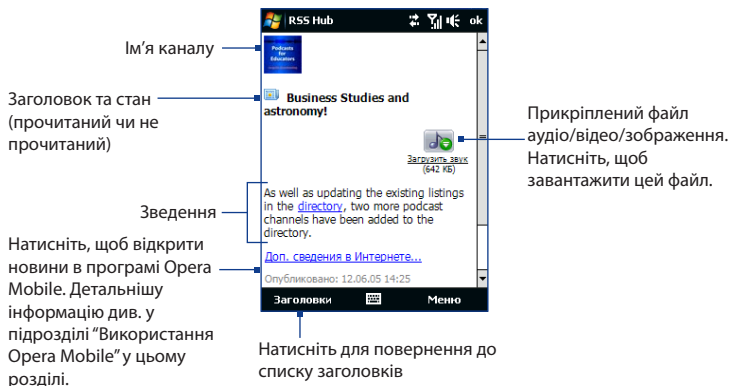 RSS Hub ok
Ім’я каналу
Podcasts
for
Educators
Заголовок та стан
(прочитаний чи не
прочитаний)
Business Studies and
astronomy!
Загрузить звук
(642 КБ)
Прикріплений файл
аудіо/відео/зображення.
Натисніть, щоб
завантажити цей файл.
Зведення
As well as updating the existing listings
in the directory, two more podcast
channels have been added to the
directory.
Натисніть, щоб відкрити
новини в програмі Opera
Mobile. Детальнішу
інформацію див. у
підрозділі “Використання
Opera Mobile” у цьому
розділі.
Доп. сведения в Интернете...
Опубликовано: 12.06.05 14:25
Заголовки Меню
Натисніть для повернення до
списку заголовків